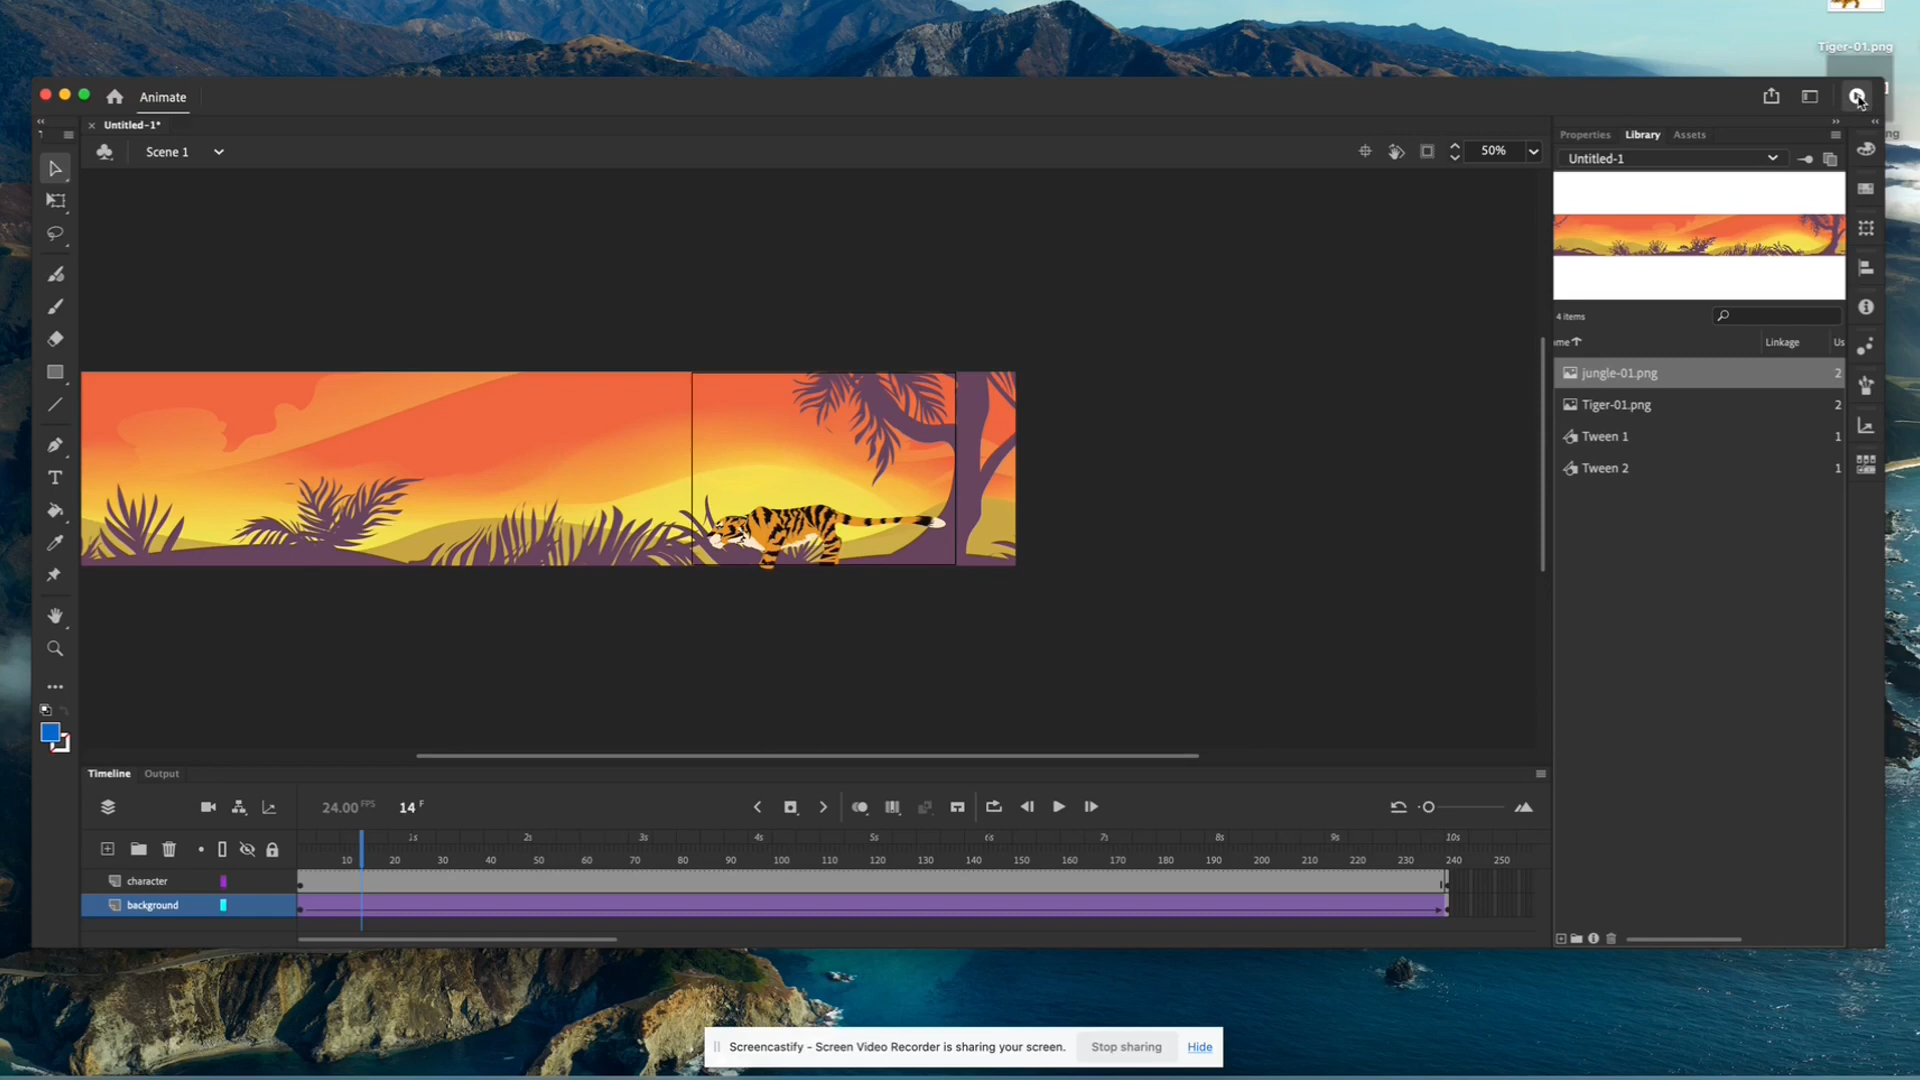 Tiger-01.png
Animate
ng
Untitled-1*
Properties Library Assets
Scene 1
50%
Untitled-1
4 items
me Linkage Us
jungle-01.png 2
Tiger-01.png 2
Tween 1 1
Tween 2 1
Timeline Output
24.00 FPS 14 F
1s 2s 3s 4s 5s 6s 7s 8s 9s 10s
10 20 30 40 50 60 70 80 90 100 110 120 130 140 150 160 170 180 190 200 210 220 230 240 250
character
background
Screencastify - Screen Video Recorder is sharing your screen. Stop sharing Hide